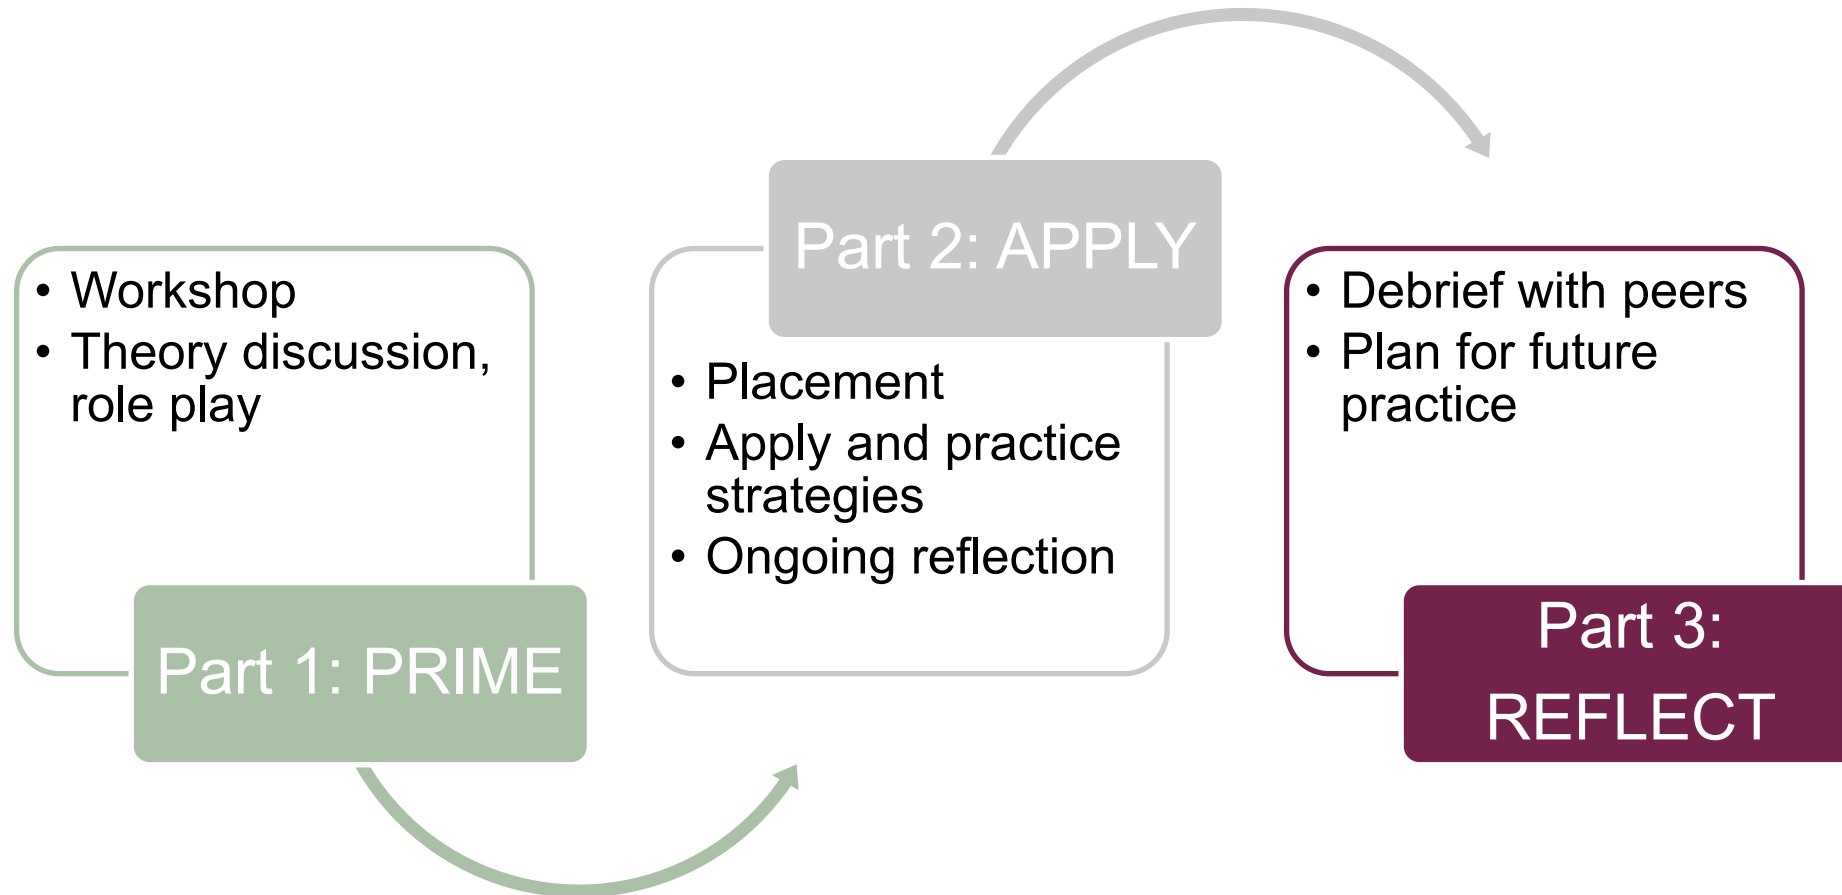 • Workshop
• Theory discussion,
role play
Part 1: PRIME
Part 2: APPLY
• Placement
• Apply and practice
strategies
• Ongoing reflection
• Debrief with peers
• Plan for future
practice
Part 3:
REFLECT